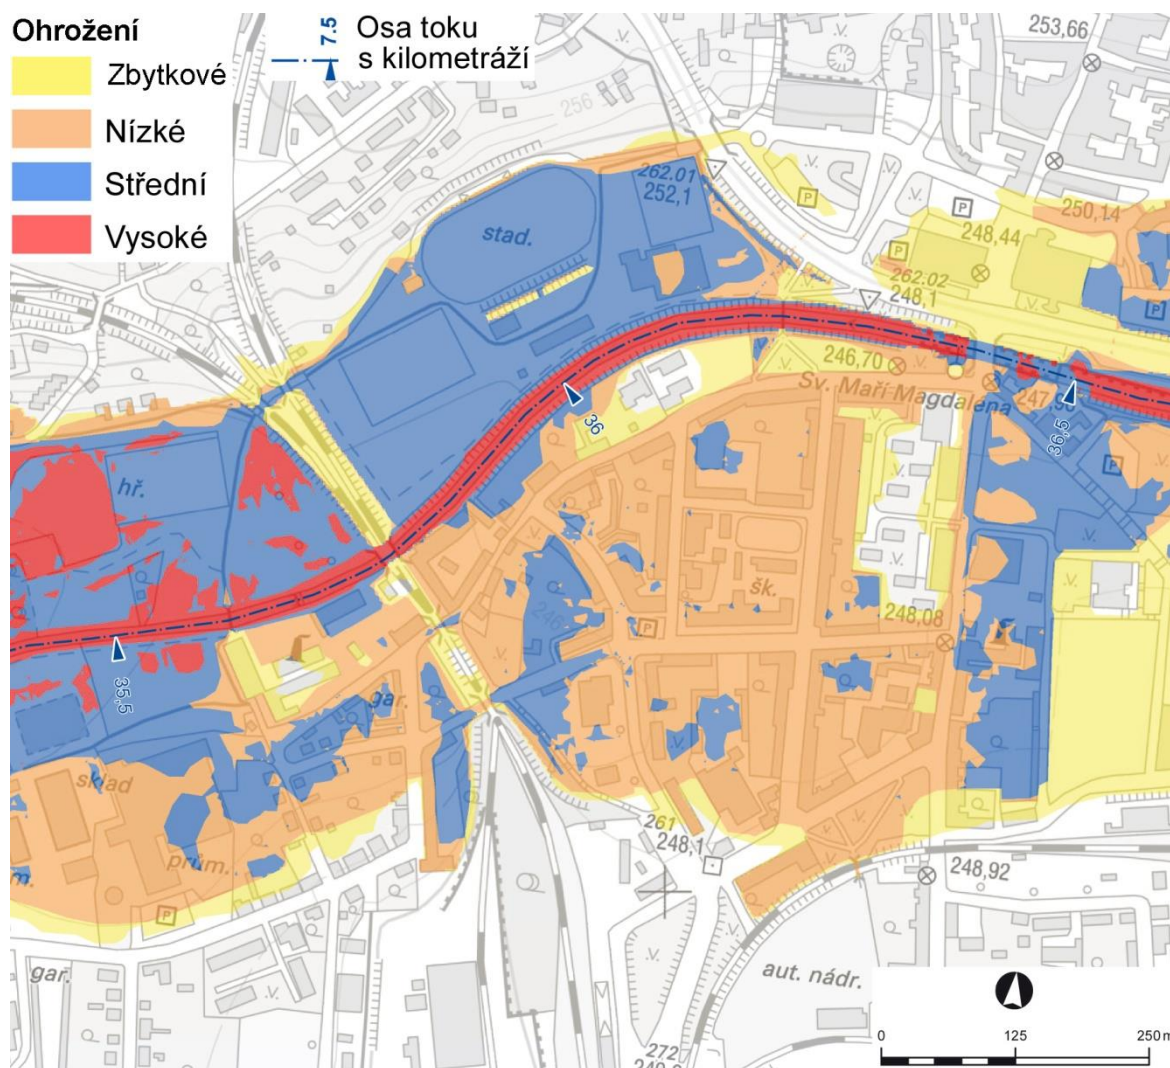 Ohrožení
Zbytkové
Nízké
Střední
Vysoké
7.5
Osa toku
s kilometráží
253,66
256
262.01
252,1
stad.
P
P
250,14
248,44
262.02
248,1
P
246,70
Sv. Maří Magdaléna
36
36,5
P
hř.
šk.
P
248,08
35,5
gar.
sklad
prům.
m.
261
248,1
248,92
P
gar.
aut. nádr.
272
0
125
250 m